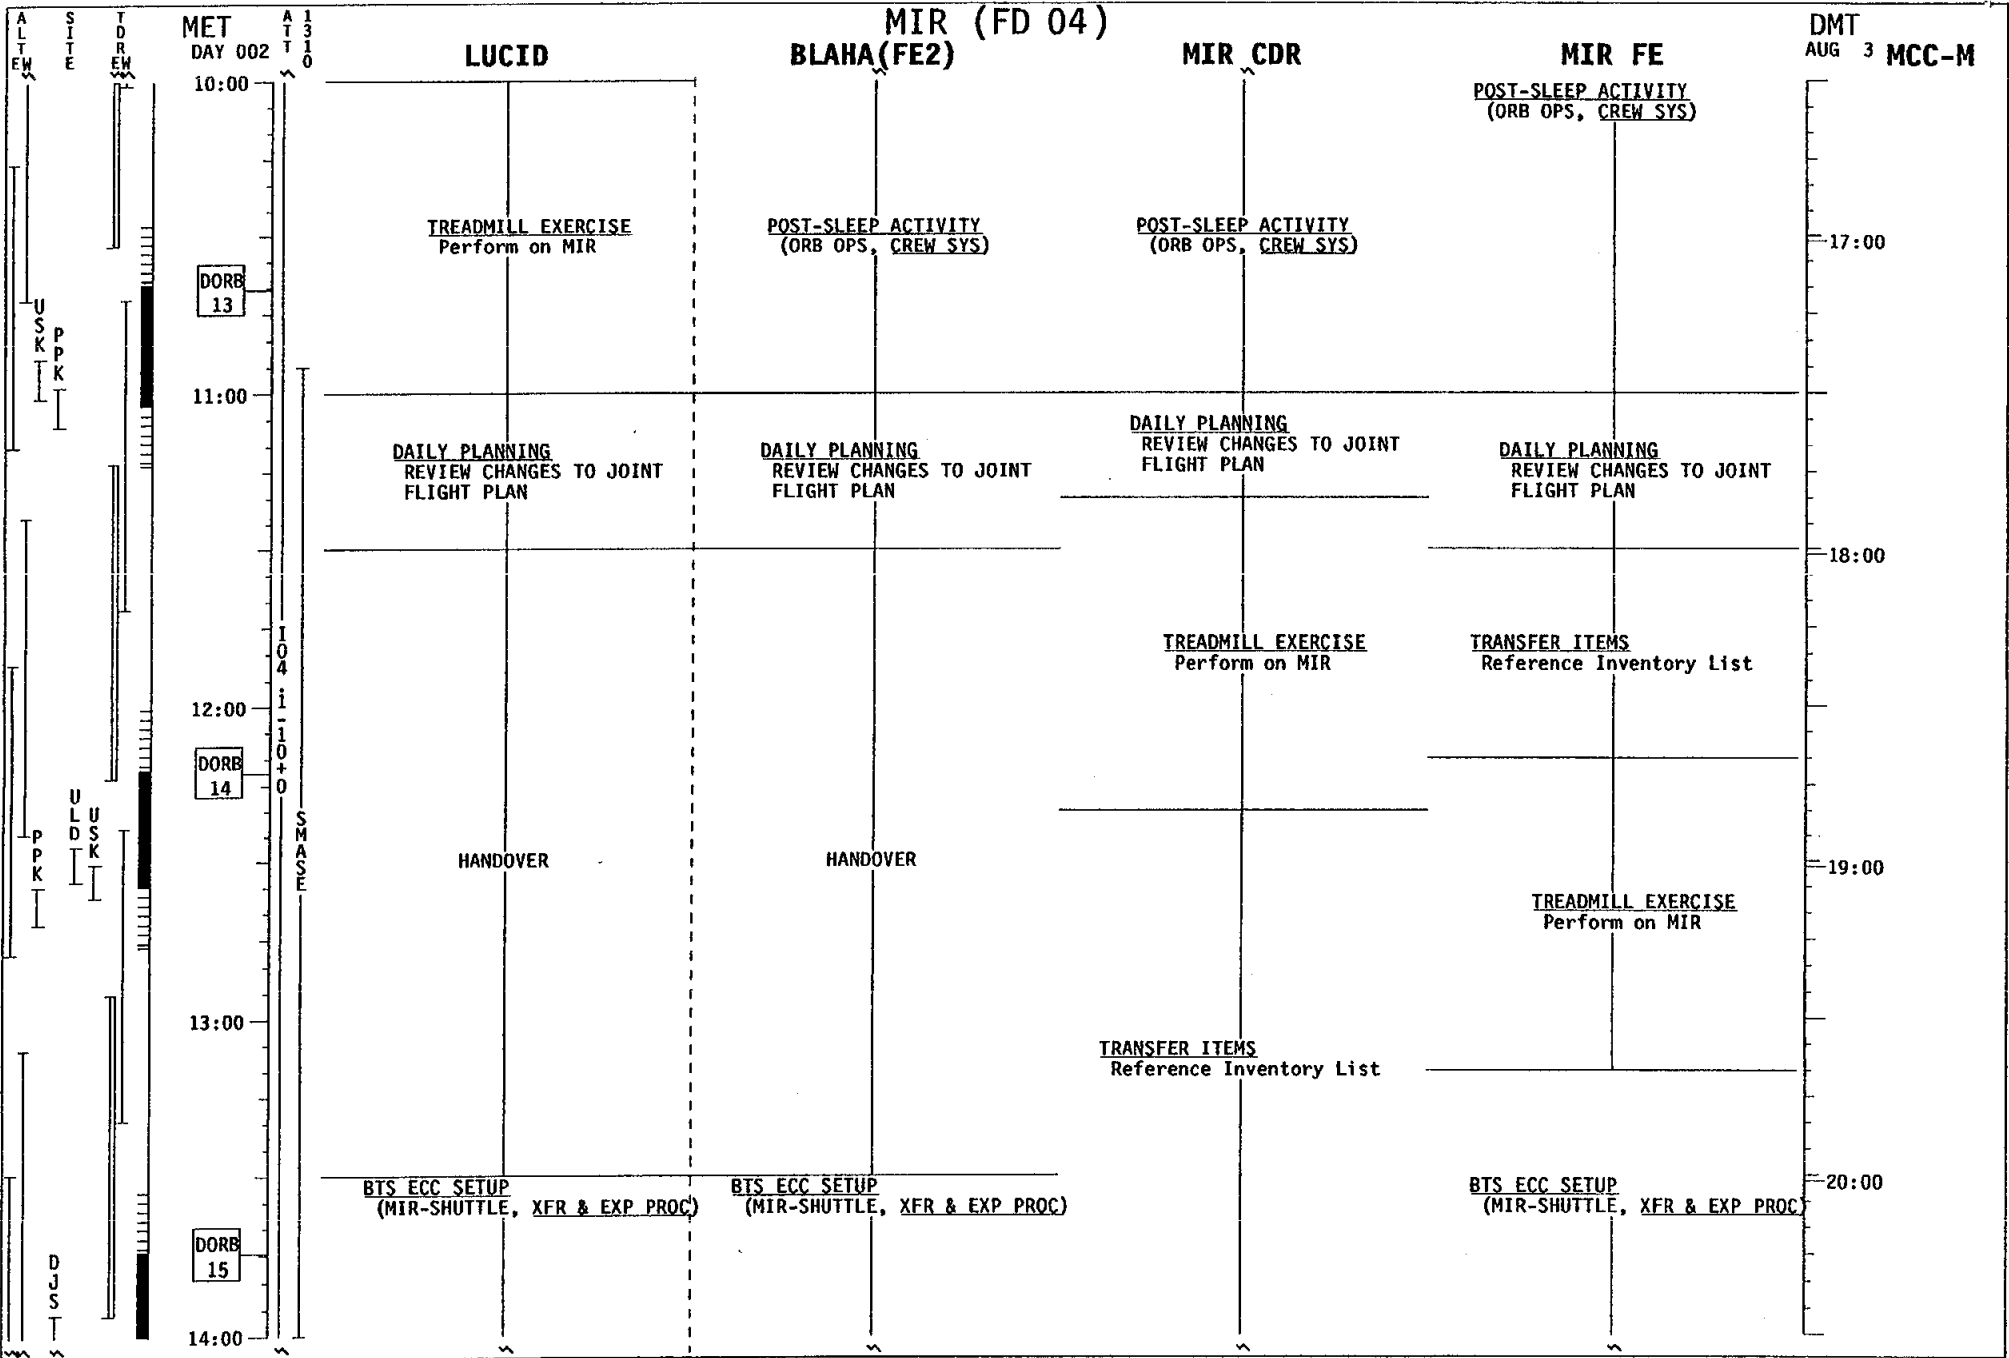 MIR (FD 04)
ALT EW
SITE
TDR EW
MET
DAY 002
ATT
1310
LUCID
BLAHA(FE2)
MIR CDR
MIR FE
DMT
AUG 3
MCC-M
10:00
POST-SLEEP ACTIVITY
(ORB OPS, CREW SYS)
TREADMILL EXERCISE
Perform on MIR
POST-SLEEP ACTIVITY
(ORB OPS, CREW SYS)
POST-SLEEP ACTIVITY
(ORB OPS, CREW SYS)
17:00
DORB
13
USK
PPK
11:00
DAILY PLANNING
REVIEW CHANGES TO JOINT
FLIGHT PLAN
DAILY PLANNING
REVIEW CHANGES TO JOINT
FLIGHT PLAN
DAILY PLANNING
REVIEW CHANGES TO JOINT
FLIGHT PLAN
DAILY PLANNING
REVIEW CHANGES TO JOINT
FLIGHT PLAN
18:00
I04.1-10+0
TREADMILL EXERCISE
Perform on MIR
TRANSFER ITEMS
Reference Inventory List
12:00
DORB
14
PPK
ULD
USK
SMASE
HANDOVER
HANDOVER
19:00
TREADMILL EXERCISE
Perform on MIR
13:00
TRANSFER ITEMS
Reference Inventory List
BTS ECC SETUP
(MIR-SHUTTLE, XFR & EXP PROC)
BTS ECC SETUP
(MIR-SHUTTLE, XFR & EXP PROC)
BTS ECC SETUP
(MIR-SHUTTLE, XFR & EXP PROC)
20:00
DORB
15
DJS
14:00